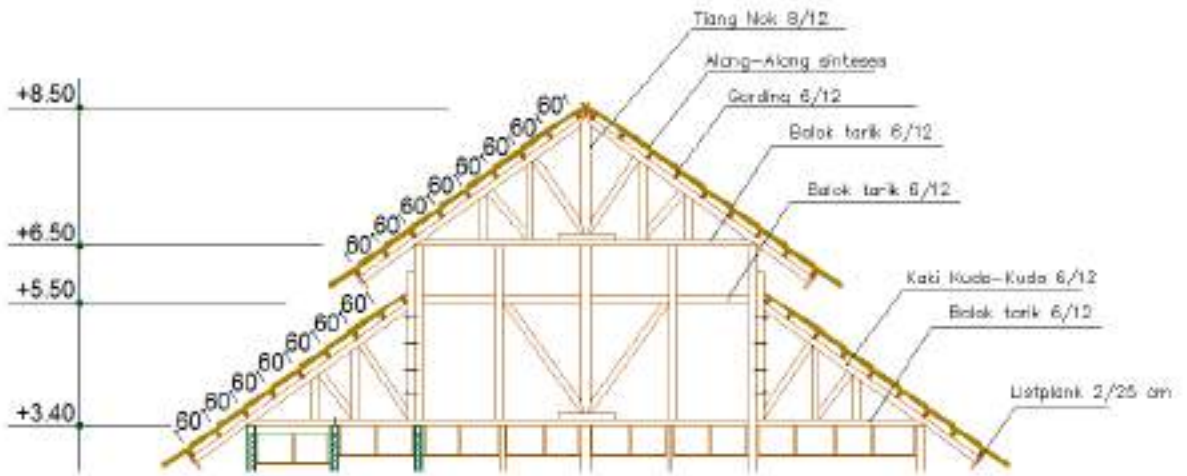 Tiang Nok 8/12
Alang-Alang sinteses
Gording 6/12
Balok tarik 6/12
Balok tarik 6/12
Kaki Kuda-Kuda 6/12
Balok tarik 6/12
Listplank 2/25 cm
+8.50
+6.50
+5.50
+3.40
60 60 60 60 60 60 60 60
60 60 60 60 60 60 60